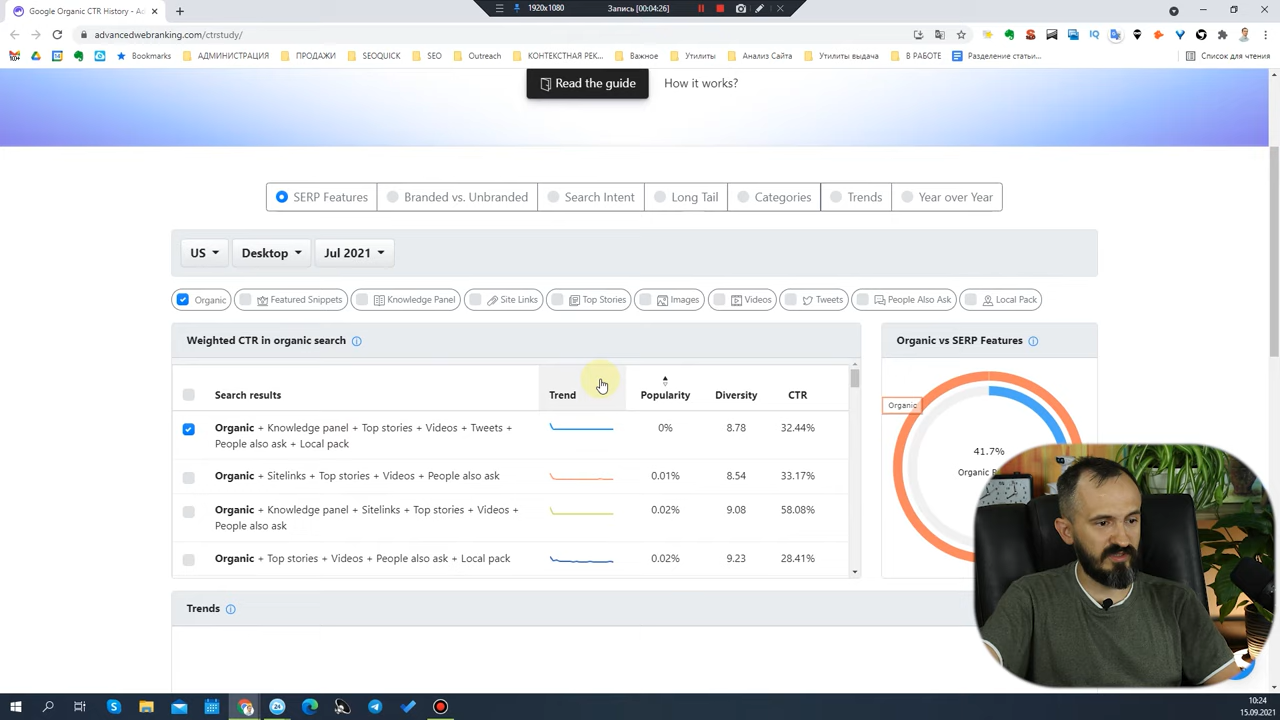 1920x1080 Запись [00:04:26]
Google Organic CTR History - Ad
advancedwebranking.com/ctrstudy/
Bookmarks АДМИНИСТРАЦИЯ ПРОДАЖИ SEOQUICK SEO Outreach КОНТЕКСТНАЯ РЕК... Важное Утилиты Анализ Сайта Утилиты выдача В РАБОТЕ Разделение статьи... Список для чтения
Read the guide How it works?
SERP Features Branded vs. Unbranded Search Intent Long Tail Categories Trends Year over Year
US Desktop Jul 2021
Organic Featured Snippets Knowledge Panel Site Links Top Stories Images Videos Tweets People Also Ask Local Pack
Weighted CTR in organic search Organic vs SERP Features
Search results Trend Popularity Diversity CTR
Organic
Organic + Knowledge panel + Top stories + Videos + Tweets + 0% 8.78 32.44%
People also ask + Local pack
41.7%
Organic
Organic + Sitelinks + Top stories + Videos + People also ask 0.01% 8.54 33.17%
Organic + Knowledge panel + Sitelinks + Top stories + Videos + 0.02% 9.08 58.08%
People also ask
Organic + Top stories + Videos + People also ask + Local pack 0.02% 9.23 28.41%
Trends
10:24
15.09.2021